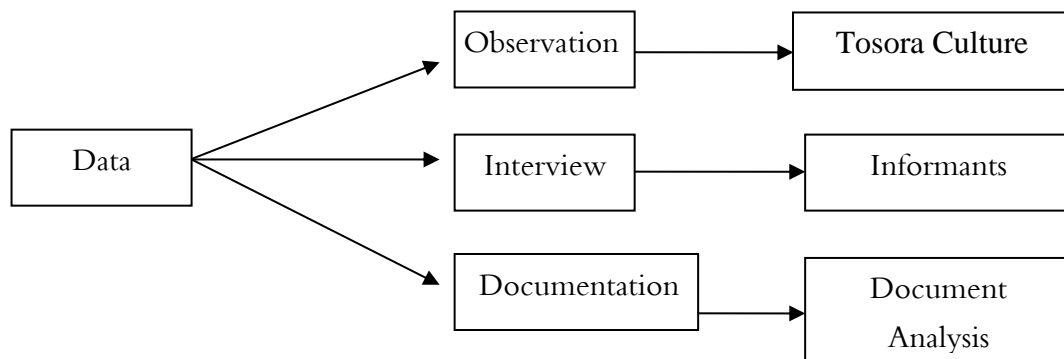 Observation
Tosora Culture
Data
Interview
Informants
Documentation
Document
Analysis